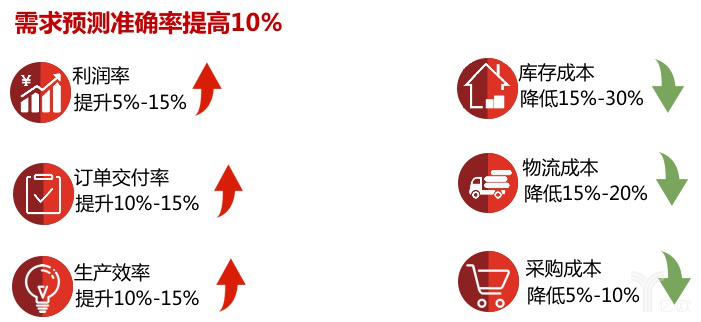 需求预测准确率提高10%
¥
利润率
提升5%-15%
订单交付率
提升10%-15%
生产效率
提升10%-15%
库存成本
降低15%-30%
物流成本
降低15%-20%
采购成本
降低5%-10%